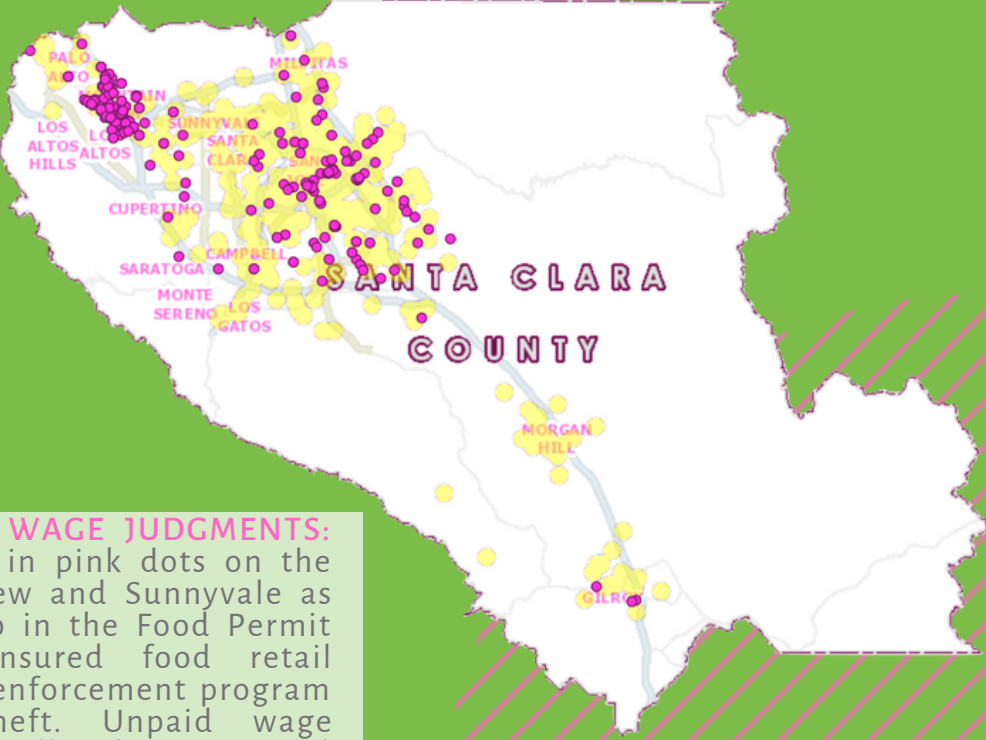 PALO
ALTO
MILPITAS
MOUNTAIN
SUNNYVALE
LOS
ALTOS
HILLS
LOS
ALTOS
SANTA
CLARA
SAN
CUPERTINO
CAMPBELL
SARATOGA
SANTA CLARA
MONTE
SERENO
LOS
GATOS
COUNTY
MORGAN
HILL
GILROY
WAGE JUDGMENTS:
in pink dots on the
ew and Sunnyvale as
in the Food Permit
nsured food retail
enforcement program
heft. Unpaid wage